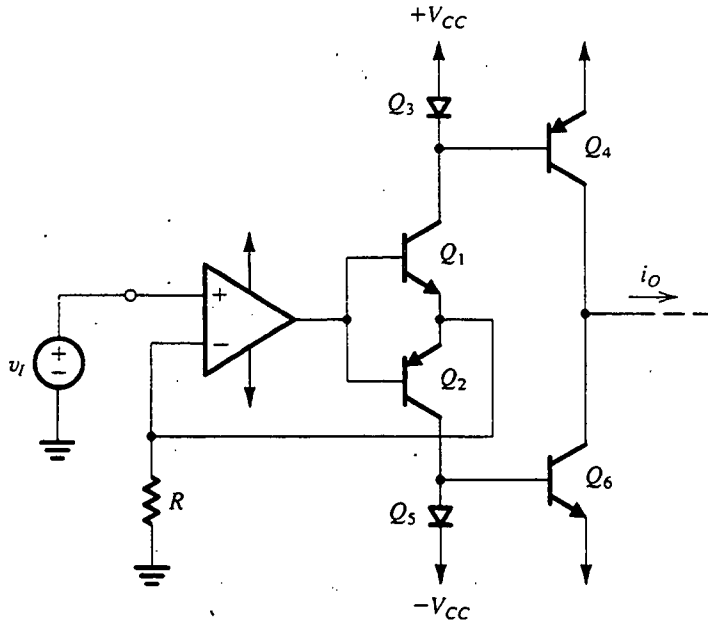 +V_CC
Q_3
Q_4
Q_1
i_O
+
−
v_I
+
−
Q_2
R
Q_5
Q_6
−V_CC